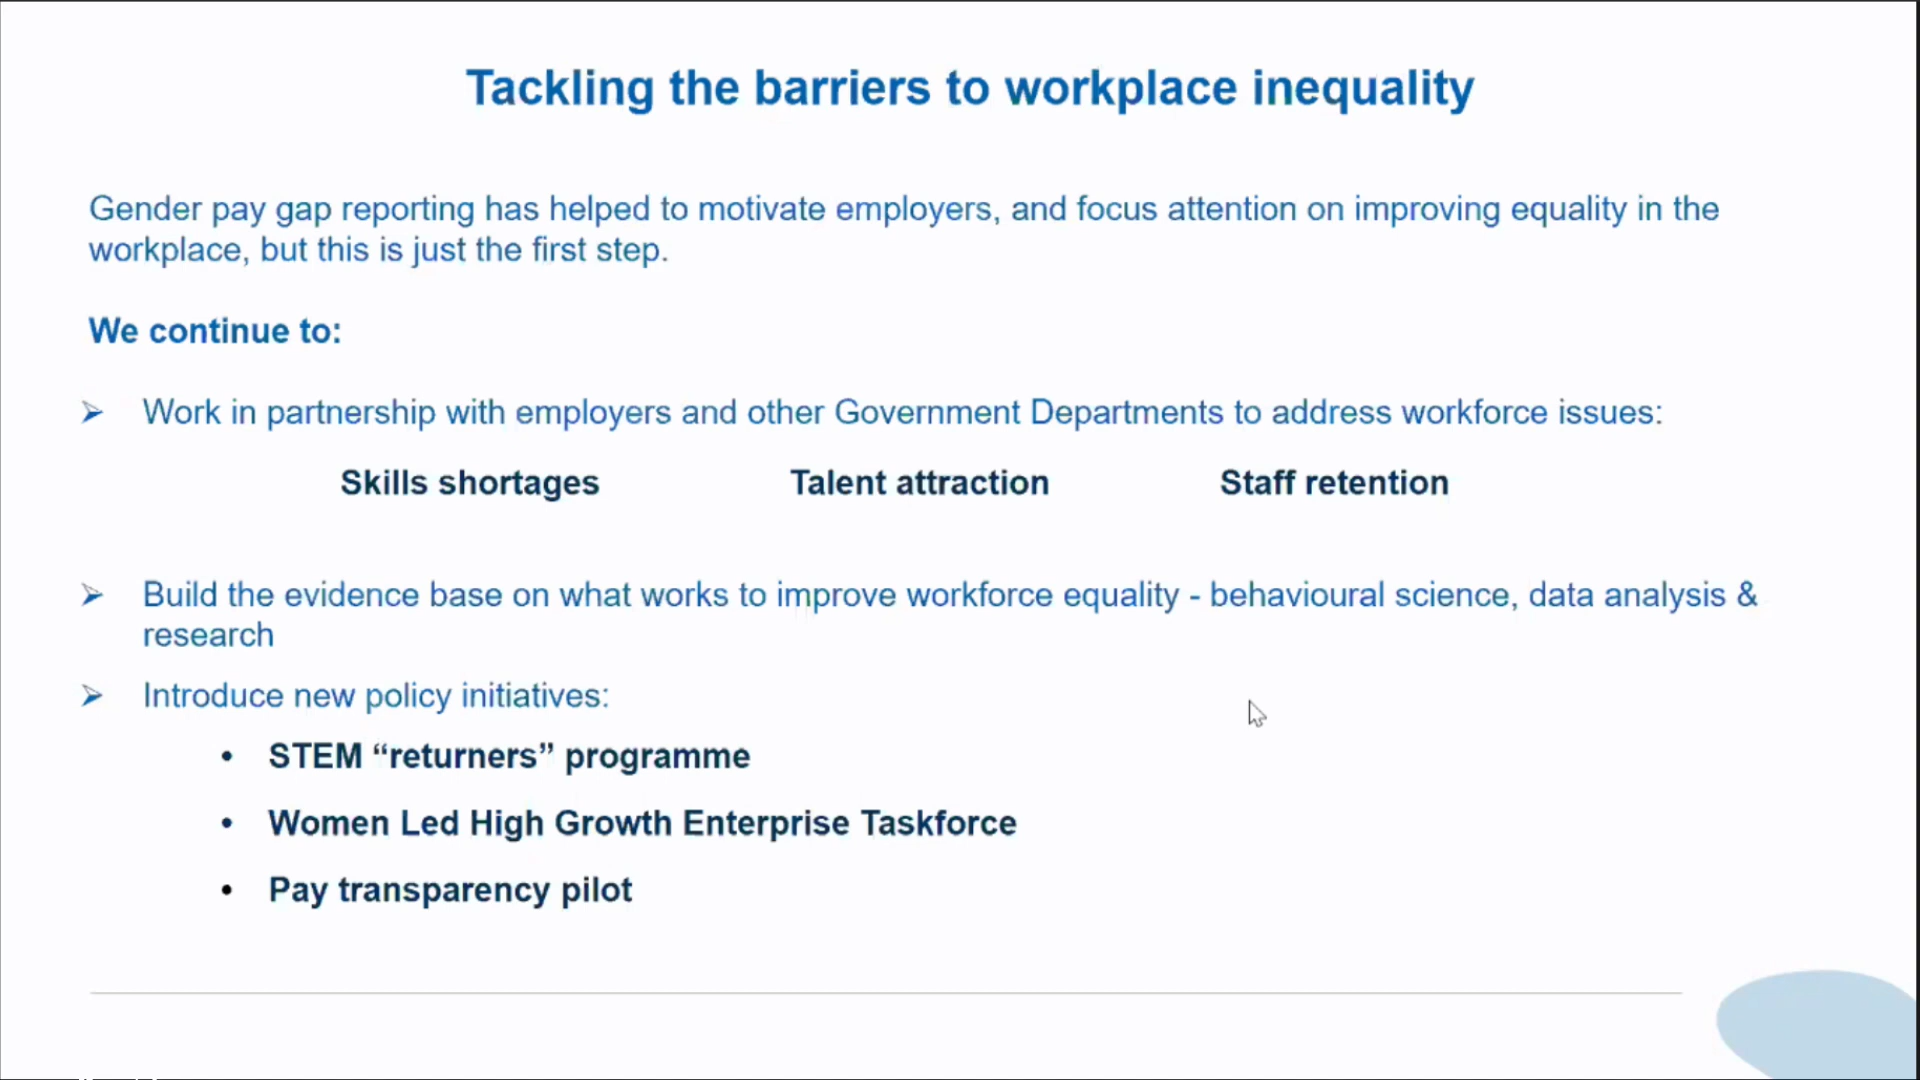 Tackling the barriers to workplace inequality
Gender pay gap reporting has helped to motivate employers, and focus attention on improving equality in the
workplace, but this is just the first step.
We continue to:
➢ Work in partnership with employers and other Government Departments to address workforce issues:
Skills shortages Talent attraction Staff retention
➢ Build the evidence base on what works to improve workforce equality - behavioural science, data analysis &
research
➢ Introduce new policy initiatives:
• STEM “returners” programme
• Women Led High Growth Enterprise Taskforce
• Pay transparency pilot